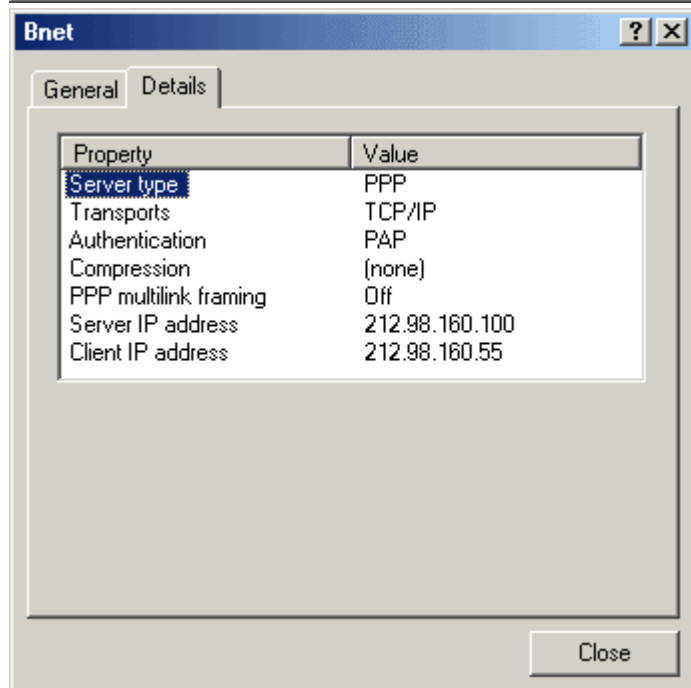 Bnet
General Details
Property Value
Server type PPP
Transports TCP/IP
Authentication PAP
Compression (none)
PPP multilink framing Off
Server IP address 212.98.160.100
Client IP address 212.98.160.55
Close